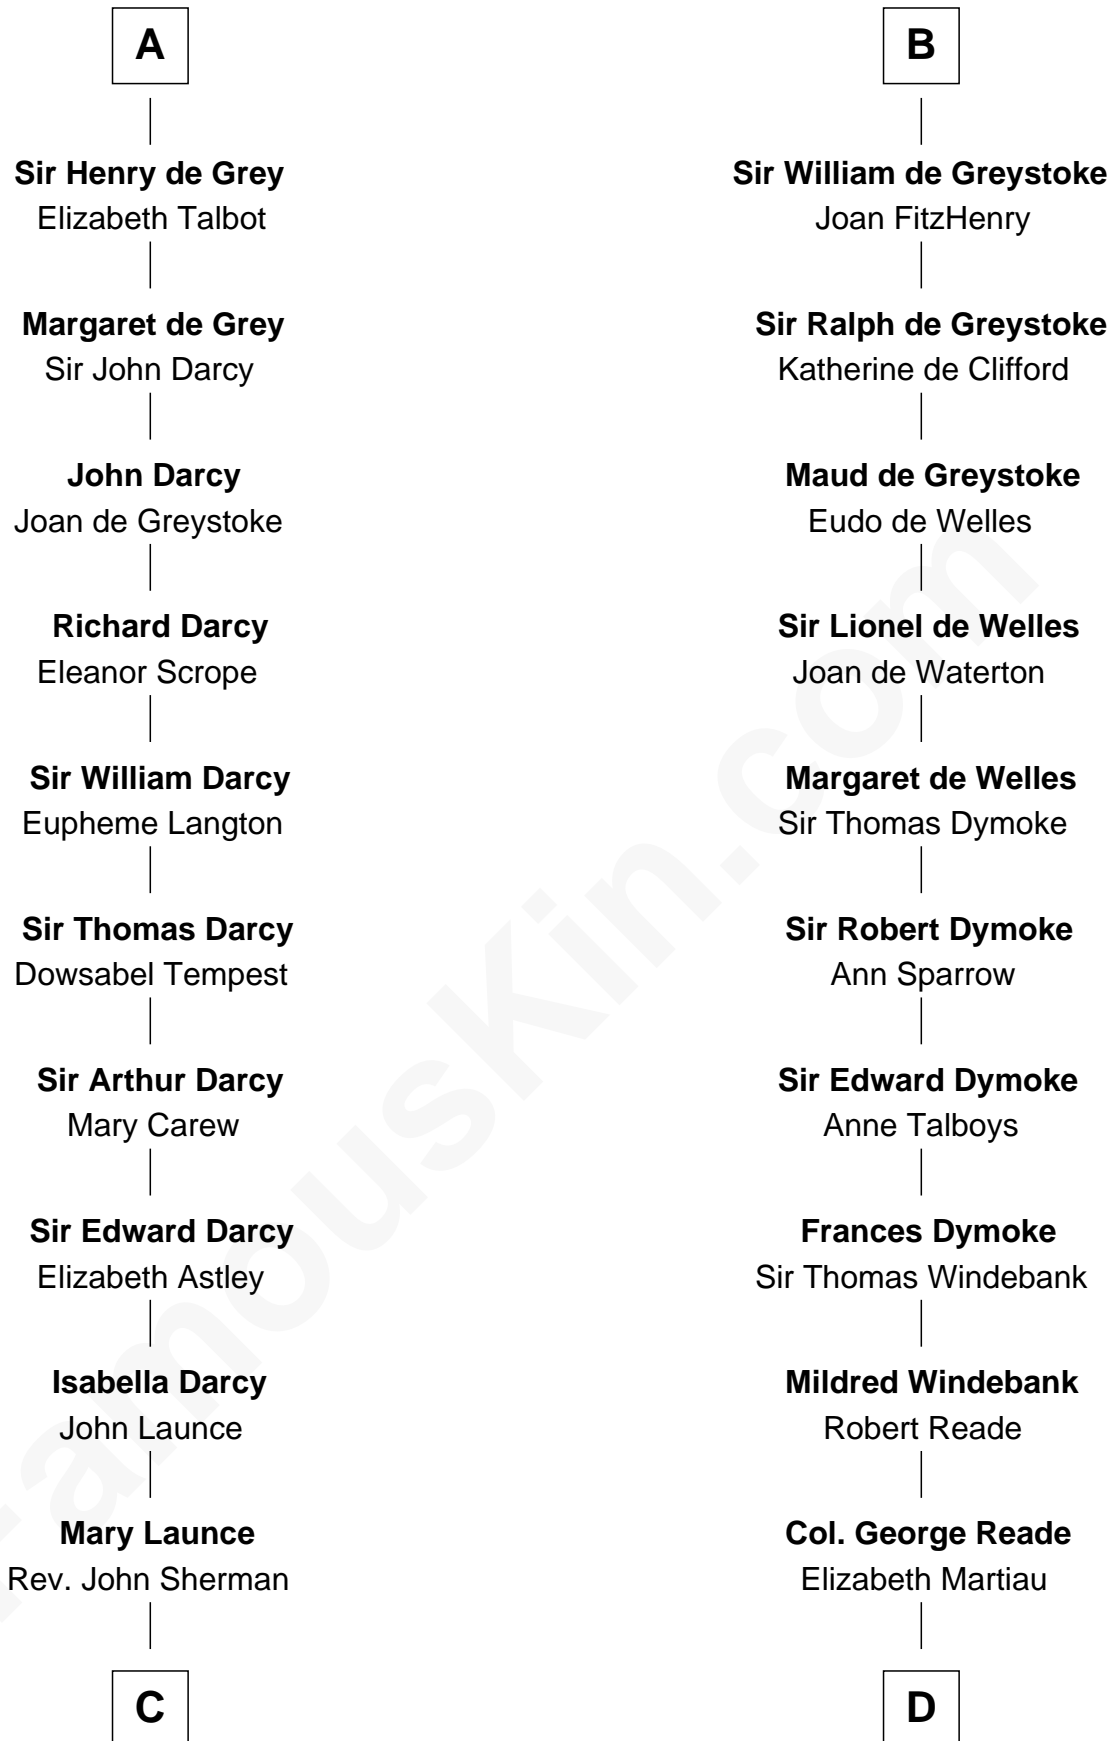 A
Sir Henry de Grey
Elizabeth Talbot
Margaret de Grey
Sir John Darcy
John Darcy
Joan de Greystoke
Richard Darcy
Eleanor Scrope
Sir William Darcy
Eupheme Langton
Sir Thomas Darcy
Dowsabel Tempest
Sir Arthur Darcy
Mary Carew
Sir Edward Darcy
Elizabeth Astley
Isabella Darcy
John Launce
Mary Launce
Rev. John Sherman
C
B
Sir William de Greystoke
Joan FitzHenry
Sir Ralph de Greystoke
Katherine de Clifford
Maud de Greystoke
Eudo de Welles
Sir Lionel de Welles
Joan de Waterton
Margaret de Welles
Sir Thomas Dymoke
Sir Robert Dymoke
Ann Sparrow
Sir Edward Dymoke
Anne Talboys
Frances Dymoke
Sir Thomas Windebank
Mildred Windebank
Robert Reade
Col. George Reade
Elizabeth Martiau
D
FamousKin.com